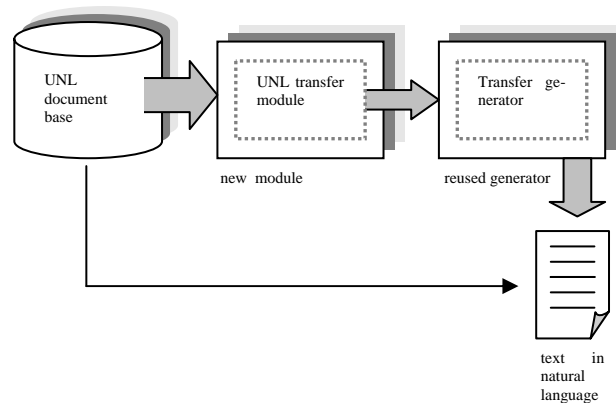 UNL
document
base
UNL transfer
module
Transfer ge-
nerator
new module
reused generator
text in
natural
language